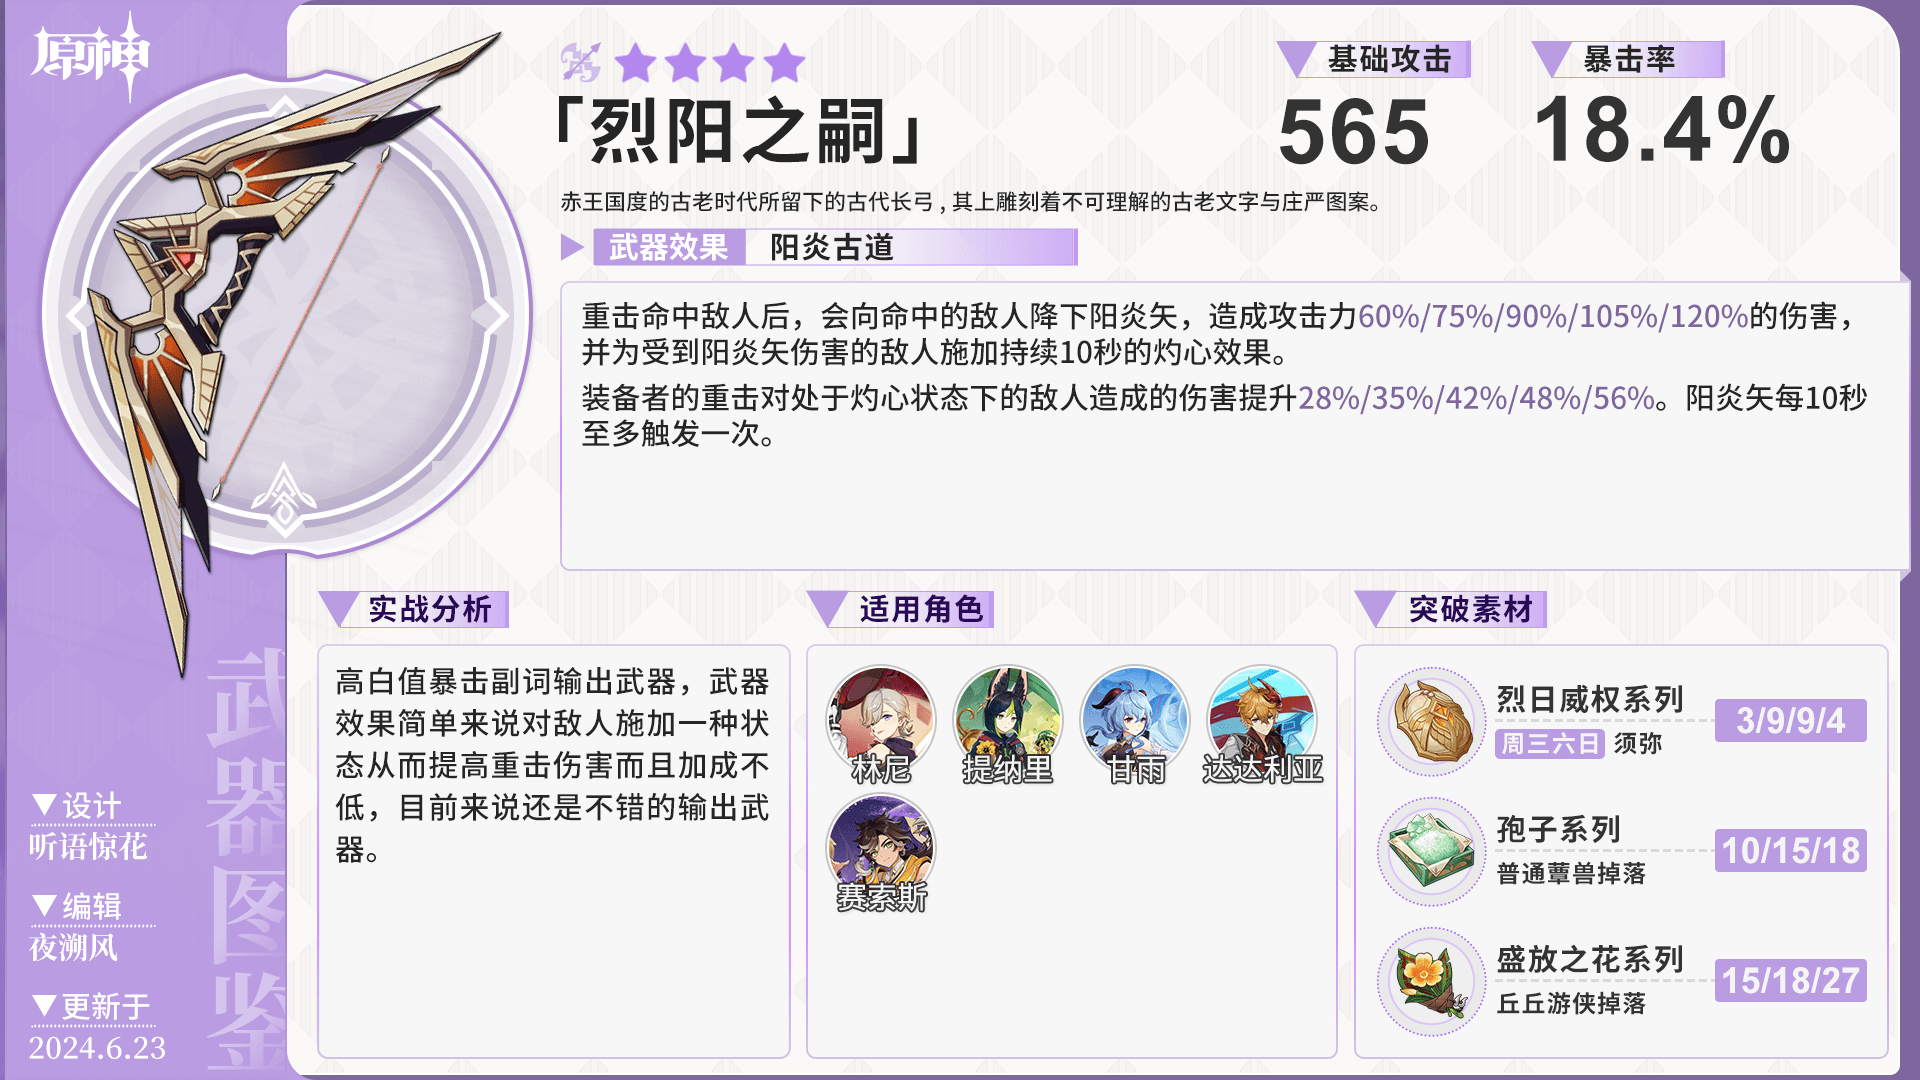 原神
「烈阳之嗣」
基础攻击
565
暴击率
18.4%
赤王国度的古老时代所留下的古代长弓，其上雕刻着不可理解的古老文字与庄严图案。
武器效果 阳炎古道
重击命中敌人后，会向命中的敌人降下阳炎矢，造成攻击力60%/75%/90%/105%/120%的伤害，
并为受到阳炎矢伤害的敌人施加持续10秒的灼心效果。
装备者的重击对处于灼心状态下的敌人造成的伤害提升28%/35%/42%/48%/56%。阳炎矢每10秒
至多触发一次。
实战分析
高白值暴击副词输出武器，武器
效果简单来说对敌人施加一种状
态从而提高重击伤害而且加成不
低，目前来说还是不错的输出武
器。
适用角色
林尼
提纳里
甘雨
达达利亚
赛索斯
突破素材
烈日威权系列
周三六日 须弥
3/9/9/4
孢子系列
普通蕈兽掉落
10/15/18
盛放之花系列
丘丘游侠掉落
15/18/27
▼设计
听语惊花
▼编辑
夜溯风
▼更新于
2024.6.23
武器图鉴